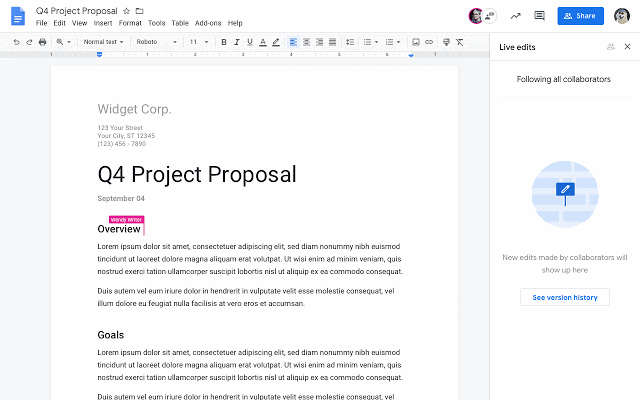 Q4 Project Proposal
File Edit View Insert Format Tools Table Add-ons Help
Share
Normal text
Roboto
11
Live edits
Following all collaborators
New edits made by collaborators will
show up here
See version history
Widget Corp.
123 Your Street
Your City, ST 12345
(123) 456 - 7890
Q4 Project Proposal
September 04
Wendy Writer
Overview
Lorem ipsum dolor sit amet, consectetuer adipiscing elit, sed diam nonummy nibh euismod
tincidunt ut laoreet dolore magna aliquam erat volutpat. Ut wisi enim ad minim veniam, quis
nostrud exerci tation ullamcorper suscipit lobortis nisl ut aliquip ex ea commodo consequat.
Duis autem vel eum iriure dolor in hendrerit in vulputate velit esse molestie consequat, vel
illum dolore eu feugiat nulla facilisis at vero eros et accumsan.
Goals
Lorem ipsum dolor sit amet, consectetuer adipiscing elit, sed diam nonummy nibh euismod
tincidunt ut laoreet dolore magna aliquam erat volutpat. Ut wisi enim ad minim veniam, quis
nostrud exerci tation ullamcorper suscipit lobortis nisl ut aliquip ex ea commodo consequat.
Duis autem vel eum iriure dolor in hendrerit in vulputate velit esse molestie consequat, vel